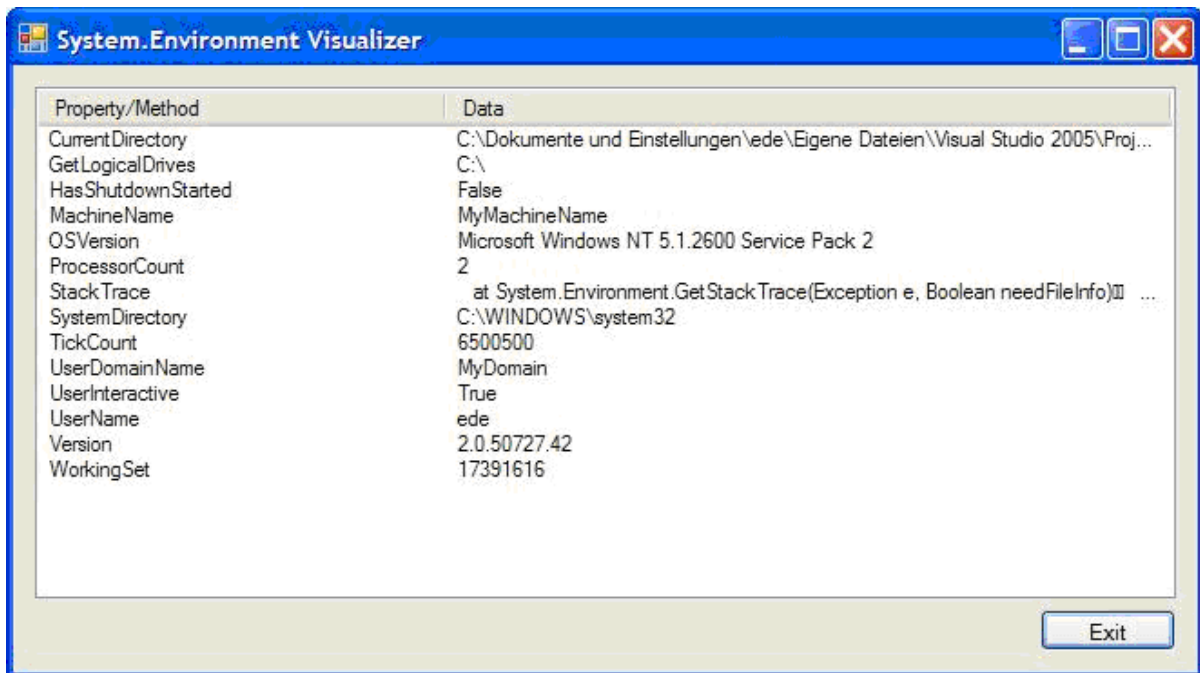 System.Environment Visualizer
Property/Method Data
CurrentDirectory C:\Dokumente und Einstellungen\ede\Eigene Dateien\Visual Studio 2005\Proj...
GetLogicalDrives C:\
HasShutdownStarted False
MachineName MyMachineName
OSVersion Microsoft Windows NT 5.1.2600 Service Pack 2
ProcessorCount 2
StackTrace at System.Environment.GetStackTrace(Exception e, Boolean needFileInfo) ...
SystemDirectory C:\WINDOWS\system32
TickCount 6500500
UserDomainName MyDomain
UserInteractive True
UserName ede
Version 2.0.50727.42
WorkingSet 17391616
Exit